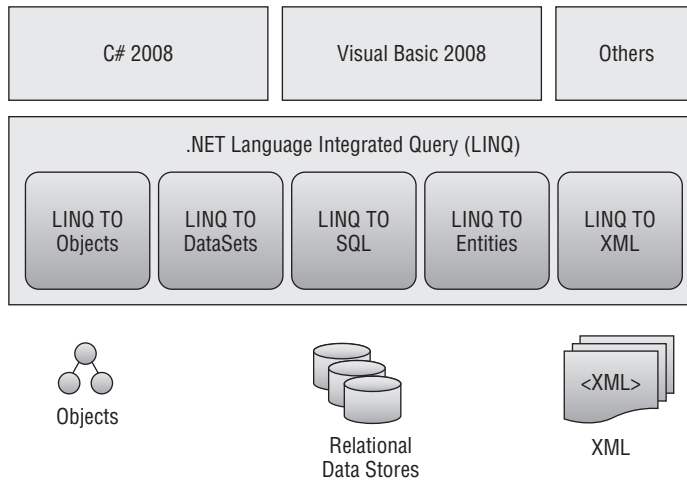 C# 2008
Visual Basic 2008
Others
.NET Language Integrated Query (LINQ)
LINQ TO
Objects
LINQ TO
DataSets
LINQ TO
SQL
LINQ TO
Entities
LINQ TO
XML
Objects
Relational
Data Stores
<XML>
XML